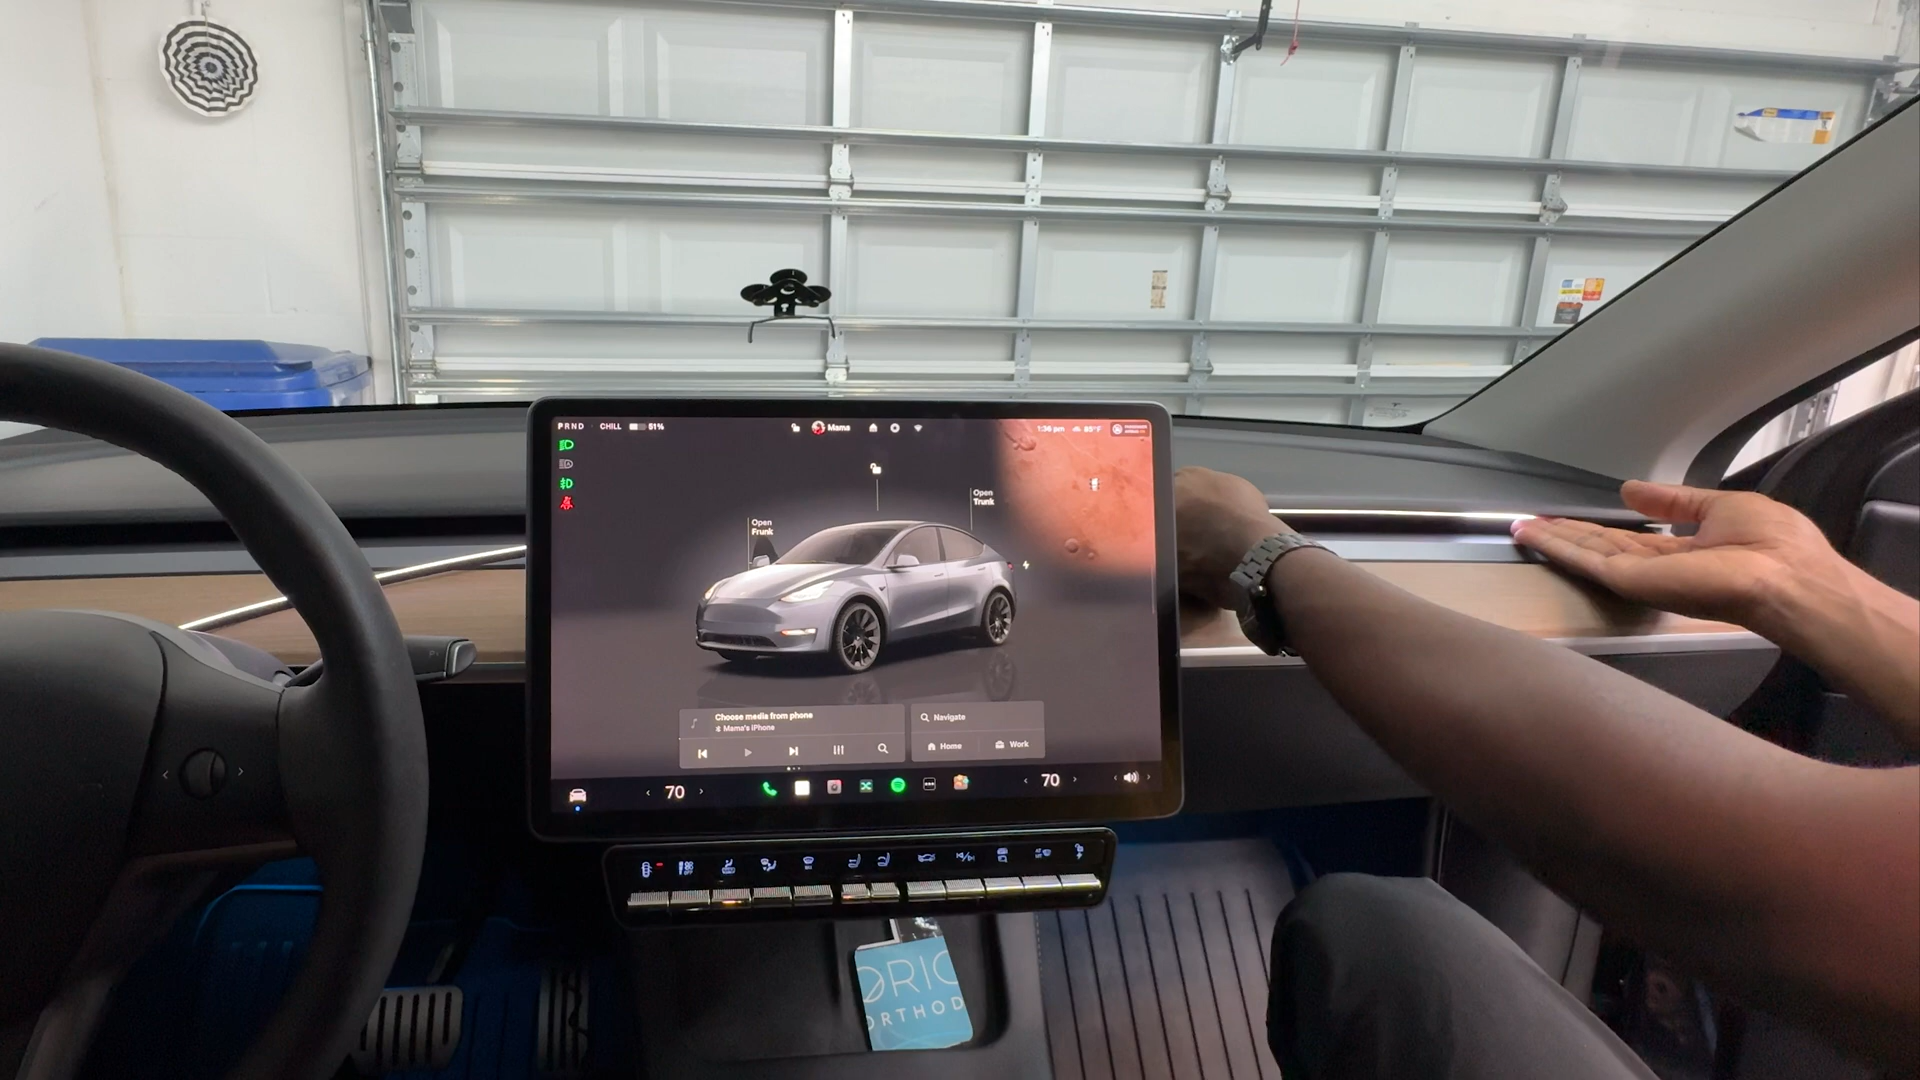 PRND CHILL 51%
Mama
1:36 pm 85°F
Open
Trunk
Open
Frunk
Choose media from phone
Mama's iPhone
Navigate
Home
Work
70
70
ORIC
ORTHOD